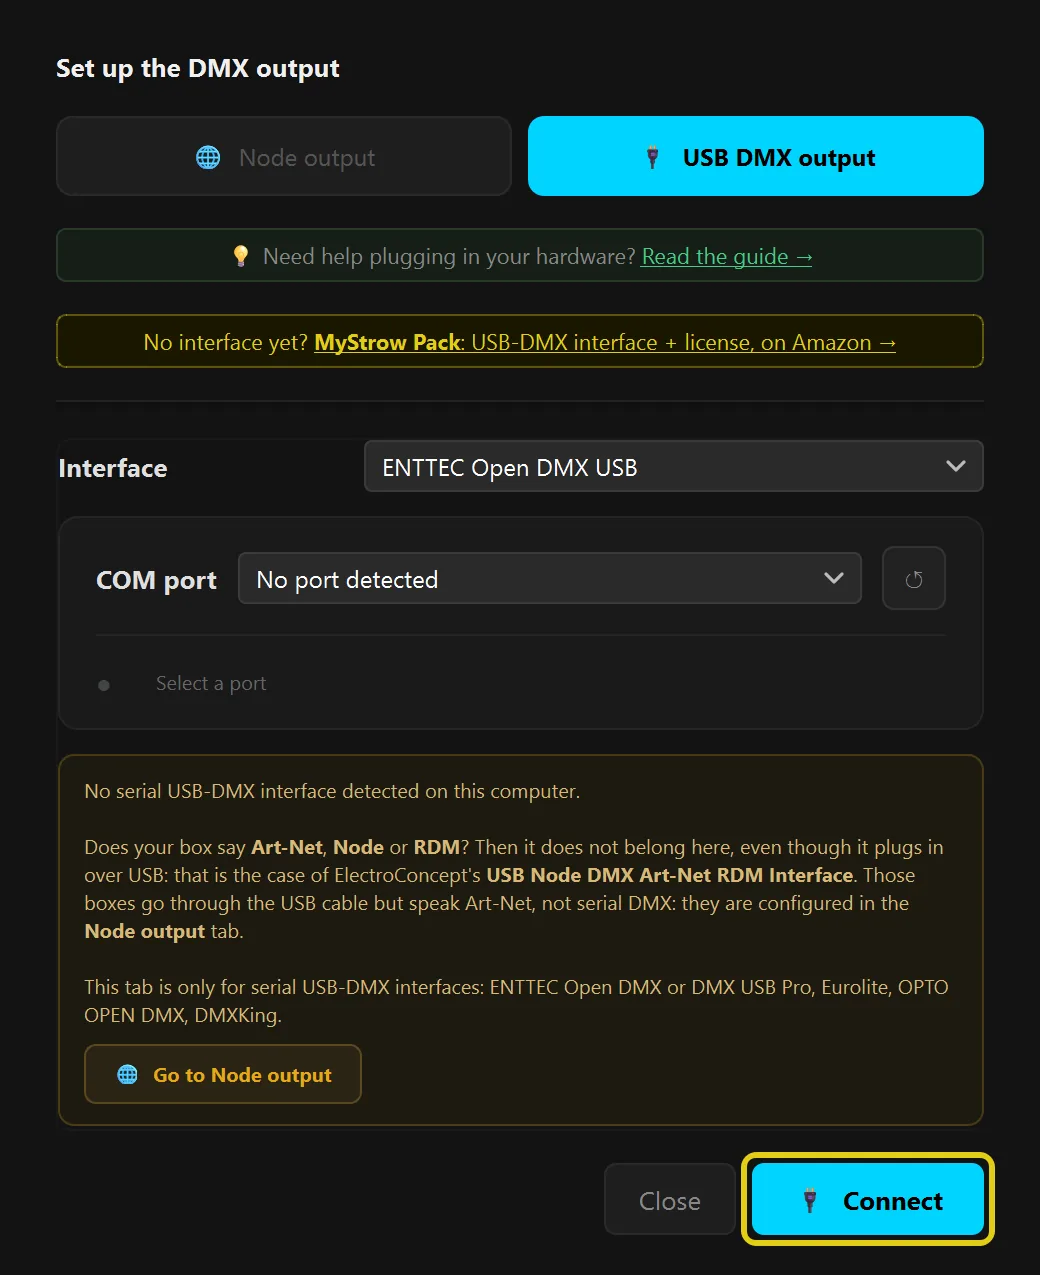 Set up the DMX output
Node output
USB DMX output
Need help plugging in your hardware? Read the guide →
No interface yet? MyStrow Pack: USB-DMX interface + license, on Amazon →
Interface
ENTTEC Open DMX USB
COM port
No port detected
Select a port
No serial USB-DMX interface detected on this computer.
Does your box say Art-Net, Node or RDM? Then it does not belong here, even though it plugs in
over USB: that is the case of ElectroConcept's USB Node DMX Art-Net RDM Interface. Those
boxes go through the USB cable but speak Art-Net, not serial DMX: they are configured in the
Node output tab.
This tab is only for serial USB-DMX interfaces: ENTTEC Open DMX or DMX USB Pro, Eurolite, OPTO
OPEN DMX, DMXKing.
Go to Node output
Close
Connect